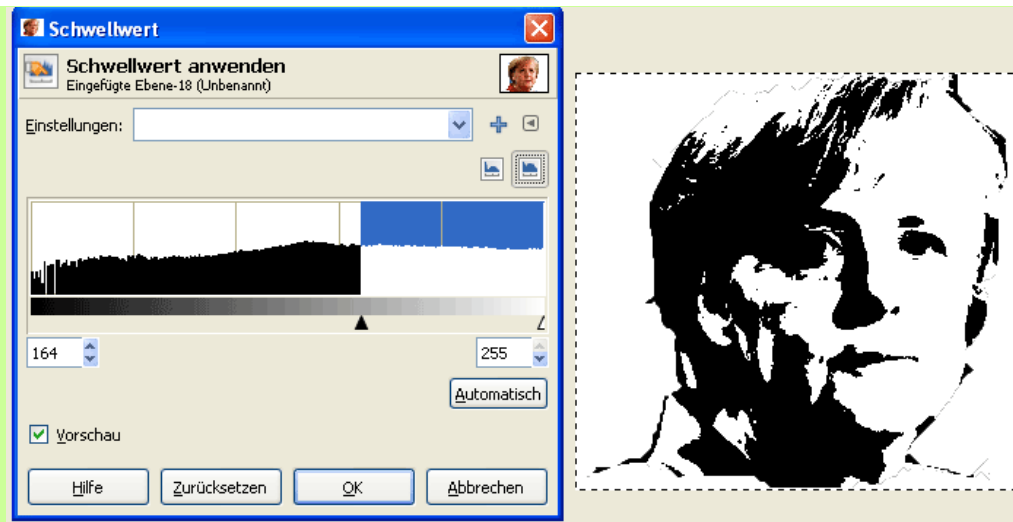 Schwellwert
Schwellwert anwenden
Eingefügte Ebene-18 (Unbenannt)
Einstellungen:
164
255
Automatisch
Vorschau
Hilfe
Zurücksetzen
OK
Abbrechen